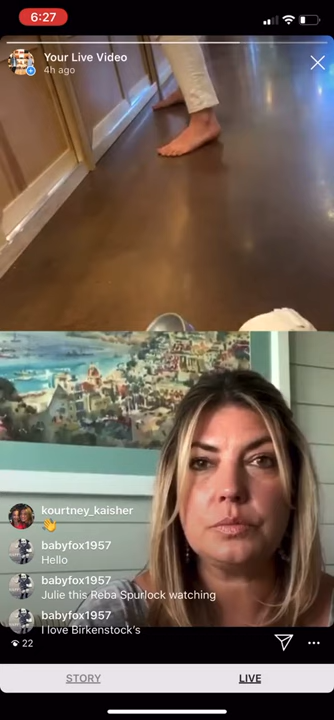 6:27
Your Live Video
4h ago
kourtney_kaisher
👋
babyfox1957
Hello
babyfox1957
Julie this Reba Spurlock watching
babyfox1957
I love Birkenstock's
22
STORY
LIVE